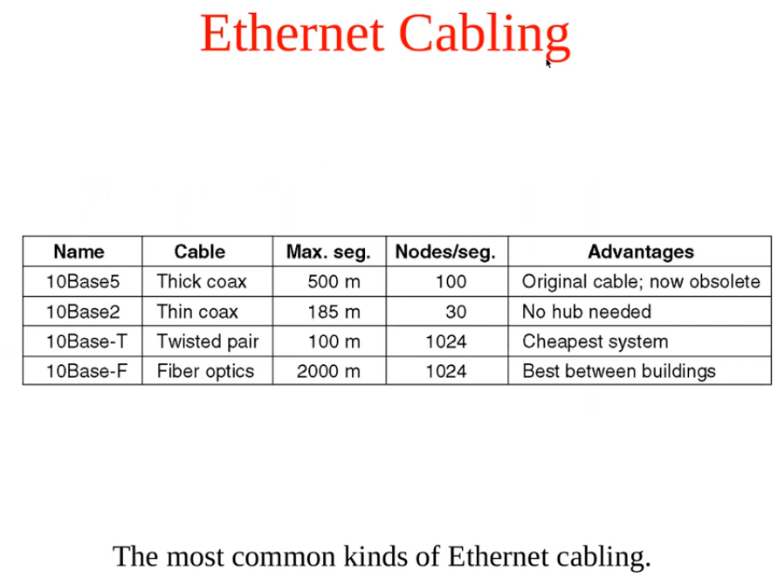 Ethernet Cabling
Name Cable Max. seg. Nodes/seg. Advantages
10Base5 Thick coax 500 m 100 Original cable; now obsolete
10Base2 Thin coax 185 m 30 No hub needed
10Base-T Twisted pair 100 m 1024 Cheapest system
10Base-F Fiber optics 2000 m 1024 Best between buildings
The most common kinds of Ethernet cabling.